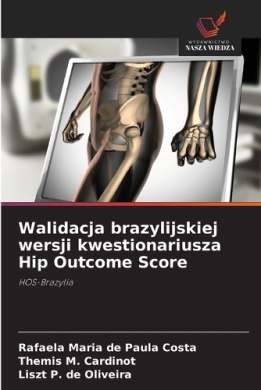 WYDAWNICTWO
NASZA WIEDZA
Walidacja brazylijskiej
wersji kwestionariusza
Hip Outcome Score
HOS-Brazylia
Rafaela Maria de Paula Costa
Themis M. Cardinot
Liszt P. de Oliveira